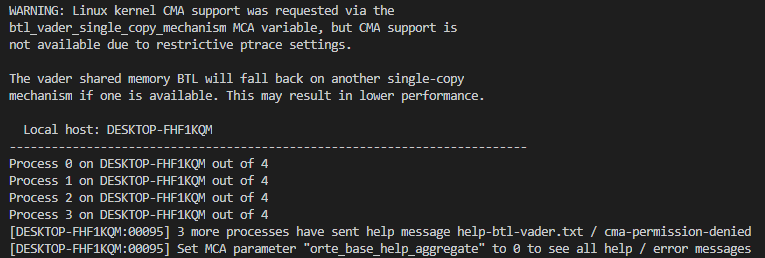 WARNING: Linux kernel CMA support was requested via the
btl_vader_single_copy_mechanism MCA variable, but CMA support is
not available due to restrictive ptrace settings.
The vader shared memory BTL will fall back on another single-copy
mechanism if one is available. This may result in lower performance.
Local host: DESKTOP-FHF1KQM
--------------------------------------------------------------------------
Process 0 on DESKTOP-FHF1KQM out of 4
Process 1 on DESKTOP-FHF1KQM out of 4
Process 2 on DESKTOP-FHF1KQM out of 4
Process 3 on DESKTOP-FHF1KQM out of 4
[DESKTOP-FHF1KQM:00095] 3 more processes have sent help message help-btl-vader.txt / cma-permission-denied
[DESKTOP-FHF1KQM:00095] Set MCA parameter "orte_base_help_aggregate" to 0 to see all help / error messages